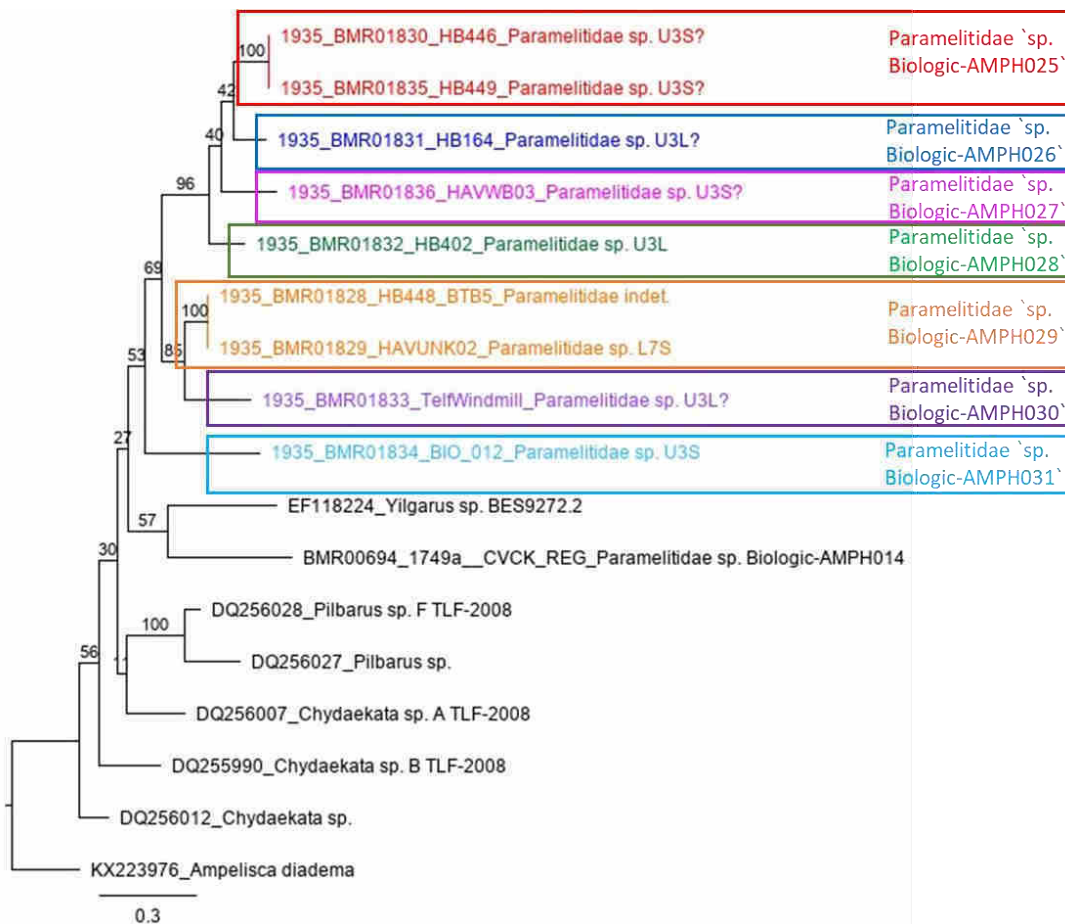 100
1935_BMR01830_HB446_Paramelitidae sp. U3S?
Paramelitidae `sp.
Biologic-AMPH025`
1935_BMR01835_HB449_Paramelitidae sp. U3S?
42
40
1935_BMR01831_HB164_Paramelitidae sp. U3L?
Paramelitidae `sp.
Biologic-AMPH026`
96
1935_BMR01836_HAVWB03_Paramelitidae sp. U3S?
Paramelitidae `sp.
Biologic-AMPH027`
1935_BMR01832_HB402_Paramelitidae sp. U3L
Paramelitidae `sp.
Biologic-AMPH028`
69
100
1935_BMR01828_HB448_BTB5_Paramelitidae indet.
Paramelitidae `sp.
Biologic-AMPH029`
1935_BMR01829_HAVUNK02_Paramelitidae sp. L7S
85
53
1935_BMR01833_TelfWindmill_Paramelitidae sp. U3L?
Paramelitidae `sp.
Biologic-AMPH030`
27
1935_BMR01834_BIO_012_Paramelitidae sp. U3S
Paramelitidae `sp.
Biologic-AMPH031`
EF118224_Yilgarus sp. BES9272.2
57
BMR00694_1749a__CVCK_REG_Paramelitidae sp. Biologic-AMPH014
30
DQ256028_Pilbarus sp. F TLF-2008
100
DQ256027_Pilbarus sp.
56
DQ256007_Chydaekata sp. A TLF-2008
DQ255990_Chydaekata sp. B TLF-2008
DQ256012_Chydaekata sp.
KX223976_Ampelisca diadema
0.3